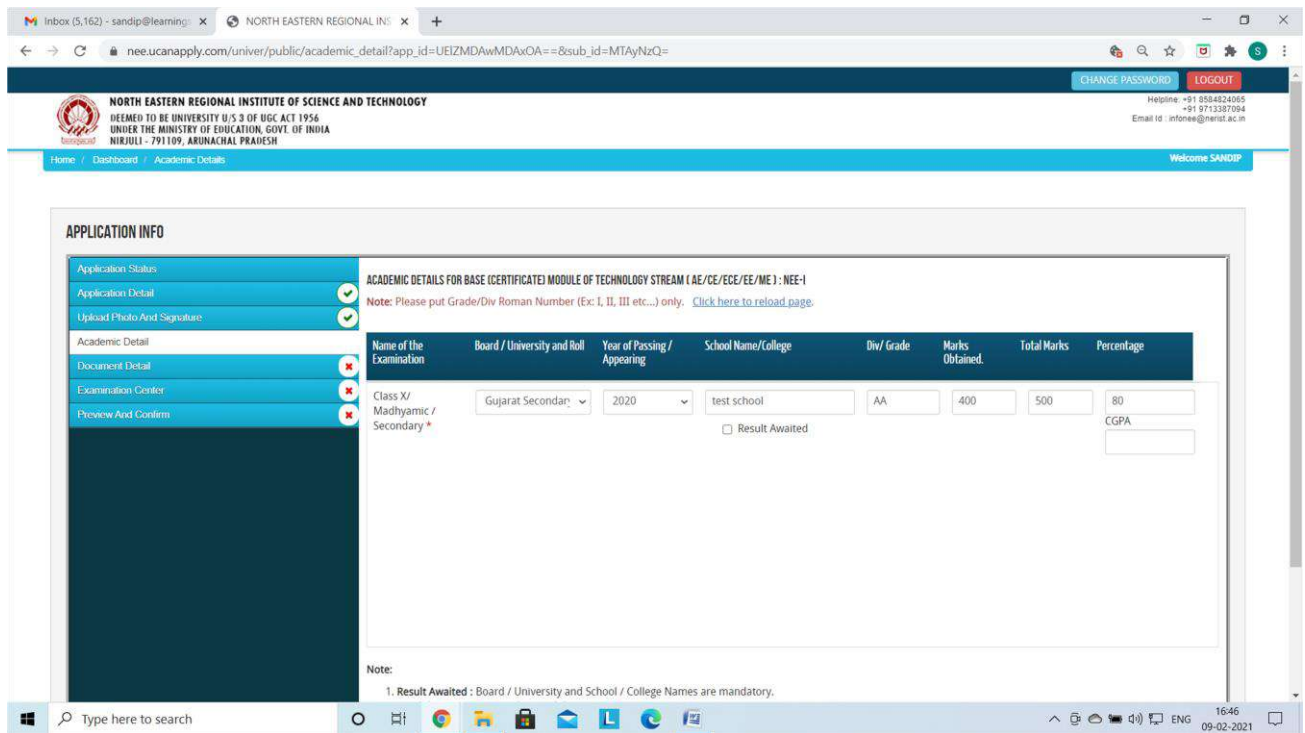 Inbox (5,162) - sandip@learning
NORTH EASTERN REGIONAL INS
nee.ucanapply.com/univer/public/academic_detail?app_id=UEIZMDAwMDAxOA==&sub_id=MTAyNzQ=
S
CHANGE PASSWORD LOGOUT
NORTH EASTERN REGIONAL INSTITUTE OF SCIENCE AND TECHNOLOGY
DEEMED TO BE UNIVERSITY U/S 3 OF UGC ACT 1956
UNDER THE MINISTRY OF EDUCATION, GOVT. OF INDIA
NIRJULI - 791109, ARUNACHAL PRADESH
Helpline: +91 8584824065
+91 9713387094
Email Id : infonee@nerist.ac.in
Home / Dashboard / Academic Details
Welcome SANDIP
APPLICATION INFO
Application Status
Application Detail
Upload Photo And Signature
Academic Detail
Document Detail
Examination Center
Preview And Confirm
ACADEMIC DETAILS FOR BASE (CERTIFICATE) MODULE OF TECHNOLOGY STREAM ( AE/CE/ECE/EE/ME ) : NEE-I
Note: Please put Grade/Div Roman Number (Ex: I, II, III etc...) only. Click here to reload page.
Name of the Examination
Board / University and Roll
Year of Passing / Appearing
School Name/College
Div/ Grade
Marks Obtained.
Total Marks
Percentage
Class X/
Madhyamic /
Secondary *
Gujarat Secondary
2020
test school
AA
400
500
80
Result Awaited
CGPA
Note:
1. Result Awaited : Board / University and School / College Names are mandatory.
Type here to search
ENG
16:46
09-02-2021